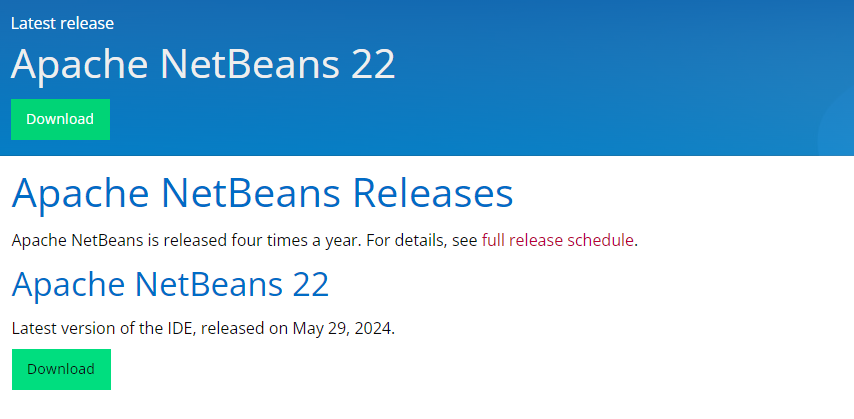 Latest release
Apache NetBeans 22
Download
Apache NetBeans Releases
Apache NetBeans is released four times a year. For details, see full release schedule.
Apache NetBeans 22
Latest version of the IDE, released on May 29, 2024.
Download